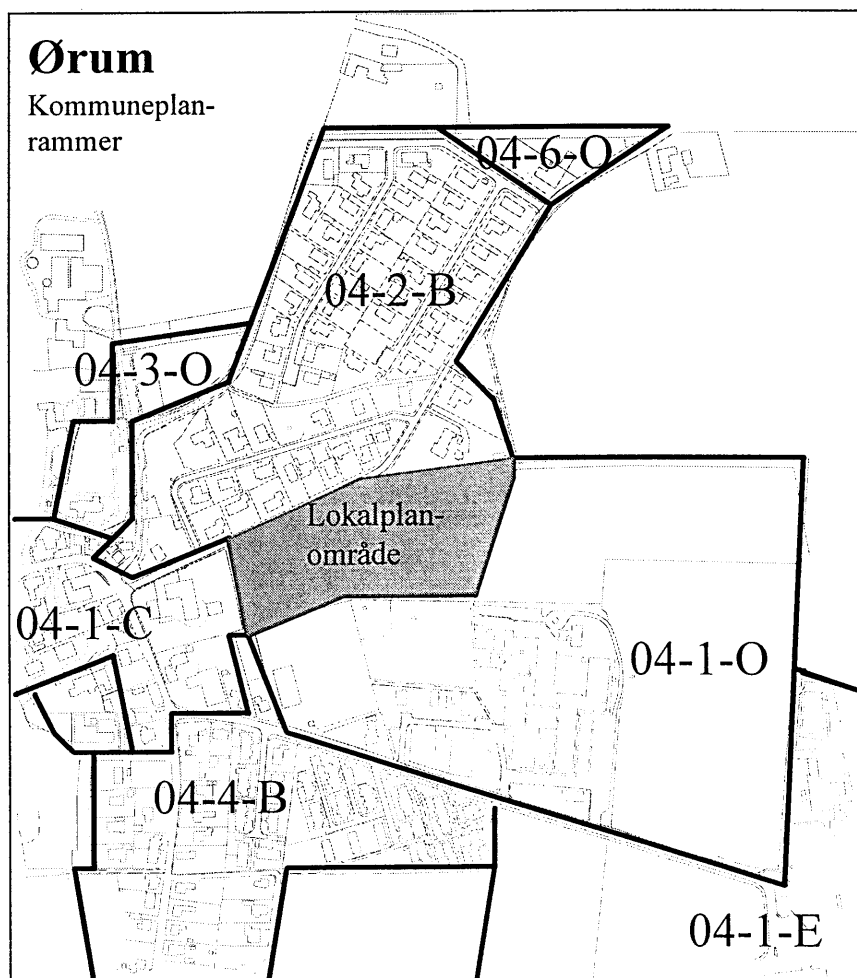 Ørum
Kommuneplan-
rammer
04-6-O
04-2-B
04-3-O
Lokalplan-
område
04-1-C
04-1-O
04-4-B
04-1-E